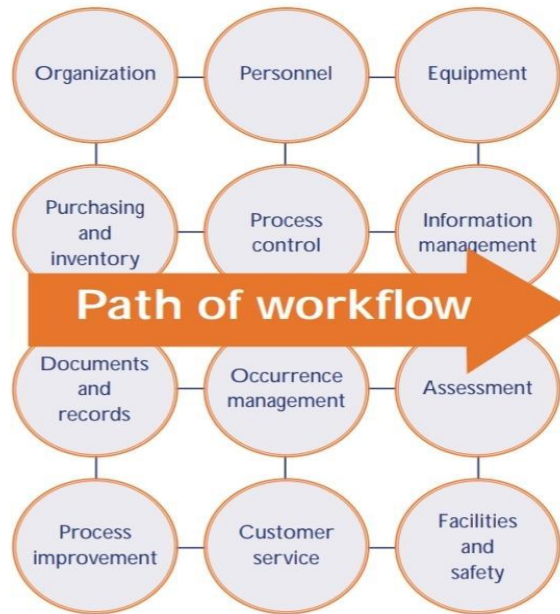 Organization
Personnel
Equipment
Purchasing
and
inventory
Process
control
Information
management
Path of workflow
Documents
and
records
Occurrence
management
Assessment
Process
improvement
Customer
service
Facilities
and
safety